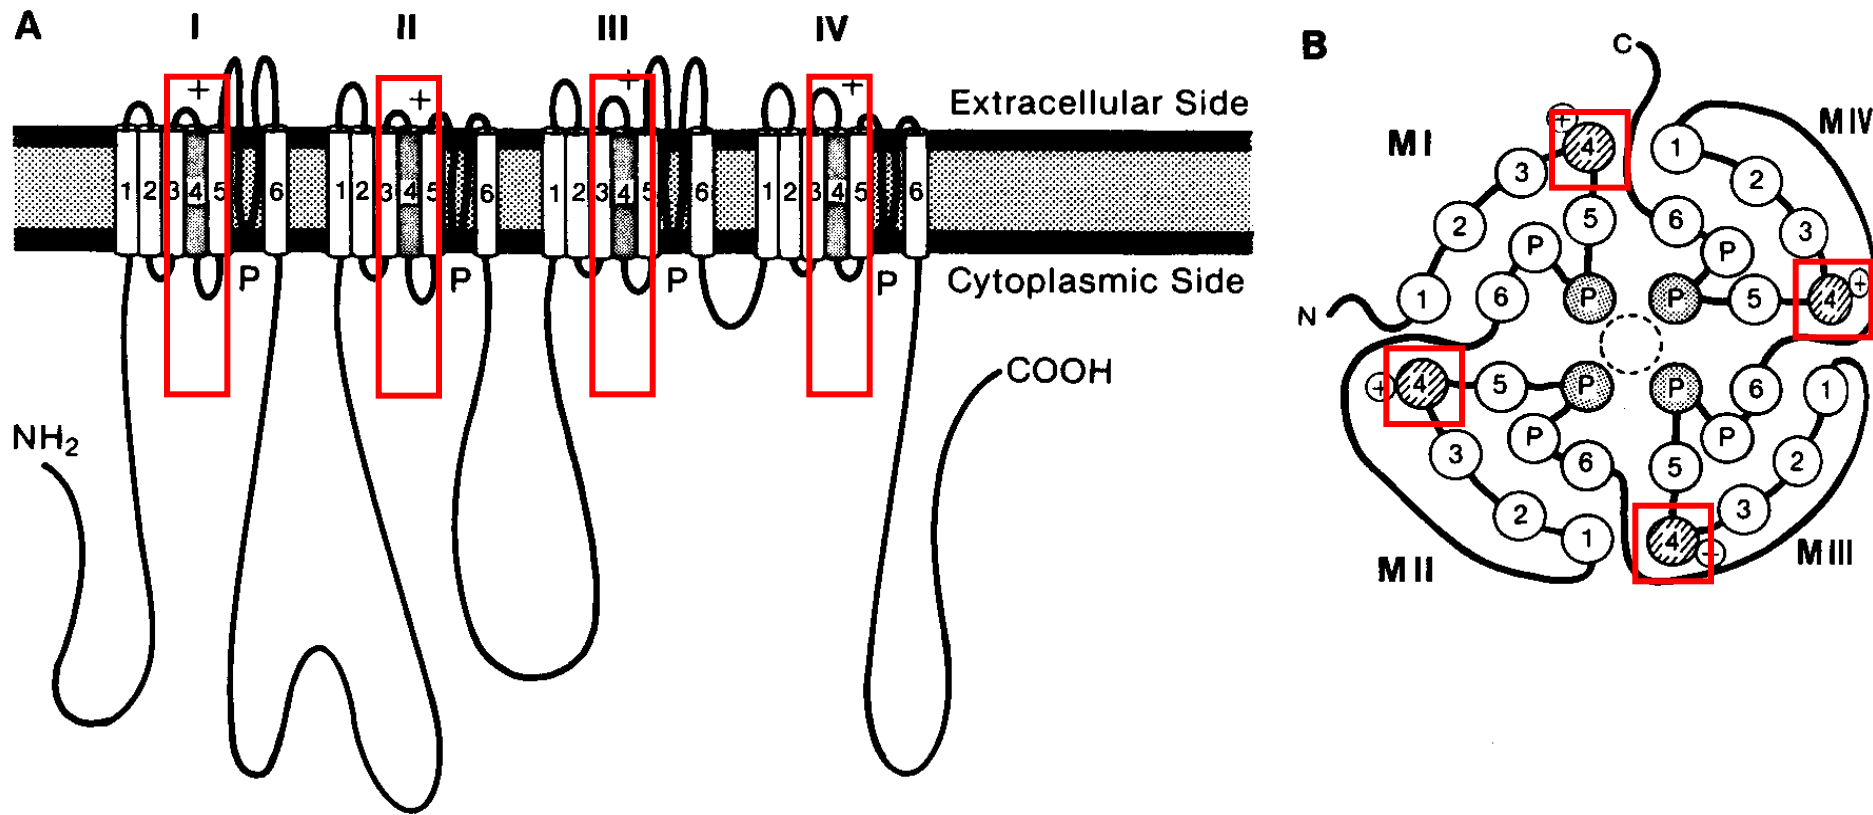 A I II III IV
+ + + +
Extracellular Side
1 2 3 4 5 6 1 2 3 4 5 6 1 2 3 4 5 6 1 2 3 4 5 6
P P P P
Cytoplasmic Side
NH2
COOH
B
C
MI
+ 4 3 2 1 5 P P 6
N
MIV
1 2 3 4 + 5 P P 6
+ 4 5 P P 6 3 2 1
MII
P P 6 5 4 + 3 2 1
MIII